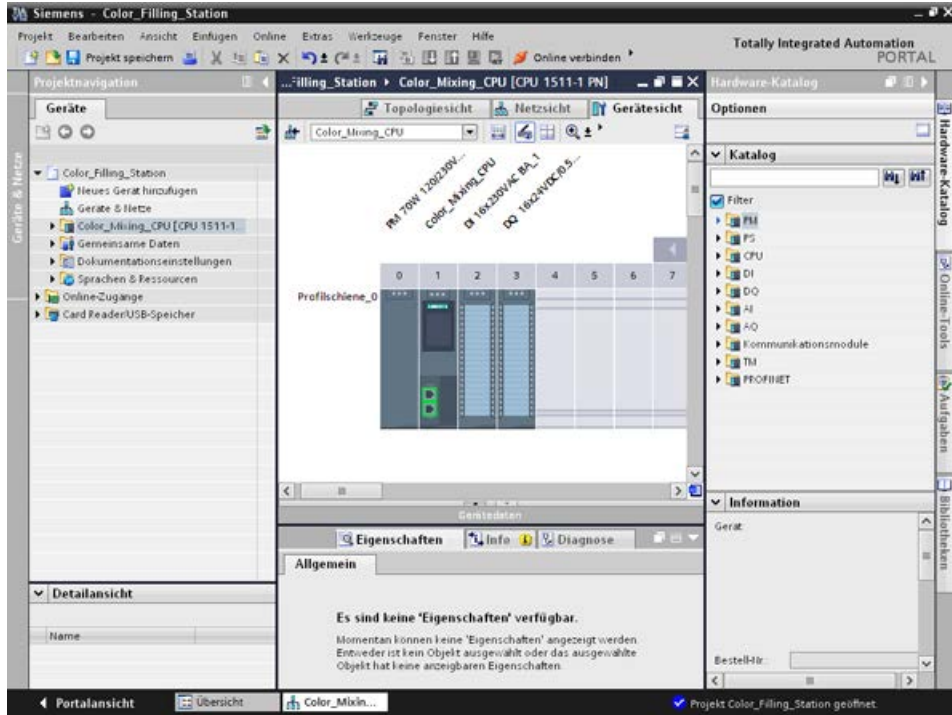 Siemens - Color_Filling_Station
Projekt Bearbeiten Ansicht Einfügen Online Extras Werkzeuge Fenster Hilfe
Totally Integrated Automation
PORTAL
Projekt speichern
Online verbinden
Projektnavigation
...Filling_Station Color_Mixing_CPU [CPU 1511-1 PN]
Hardware-Katalog
Geräte
Topologiesicht
Netzsicht
Gerätesicht
Optionen
Color_Mixing_CPU
Geräte & Netze
Color_Filling_Station
Neues Gerät hinzufügen
Geräte & Netze
Color_Mixing_CPU [CPU 1511-1...
Gemeinsame Daten
Dokumentationseinstellungen
Sprachen & Ressourcen
Online-Zugänge
Card Reader/USB-Speicher
PM 70W 120/230V...
Color_Mixing_CPU
DI 16x230VAC BA_1
DQ 16x24VDC/0.5...
0 1 2 3 4 5 6 7
Profilschiene_0
Katalog
Filter
PM
PS
CPU
DI
DQ
AI
AQ
Kommunikationsmodule
TM
PROFINET
Hardware-Katalog
Online-Tools
Aufgaben
Bibliotheken
Gerätedaten
Eigenschaften
Info
Diagnose
Allgemein
Es sind keine 'Eigenschaften' verfügbar.
Momentan können keine 'Eigenschaften' angezeigt werden.
Entweder ist kein Objekt ausgewählt oder das ausgewählte
Objekt hat keine anzeigbaren Eigenschaften.
Information
Gerät:
Bestell-Nr.:
Detailansicht
Name
Portalansicht
Übersicht
Color_Mixin...
Projekt Color_Filling_Station geöffnet.